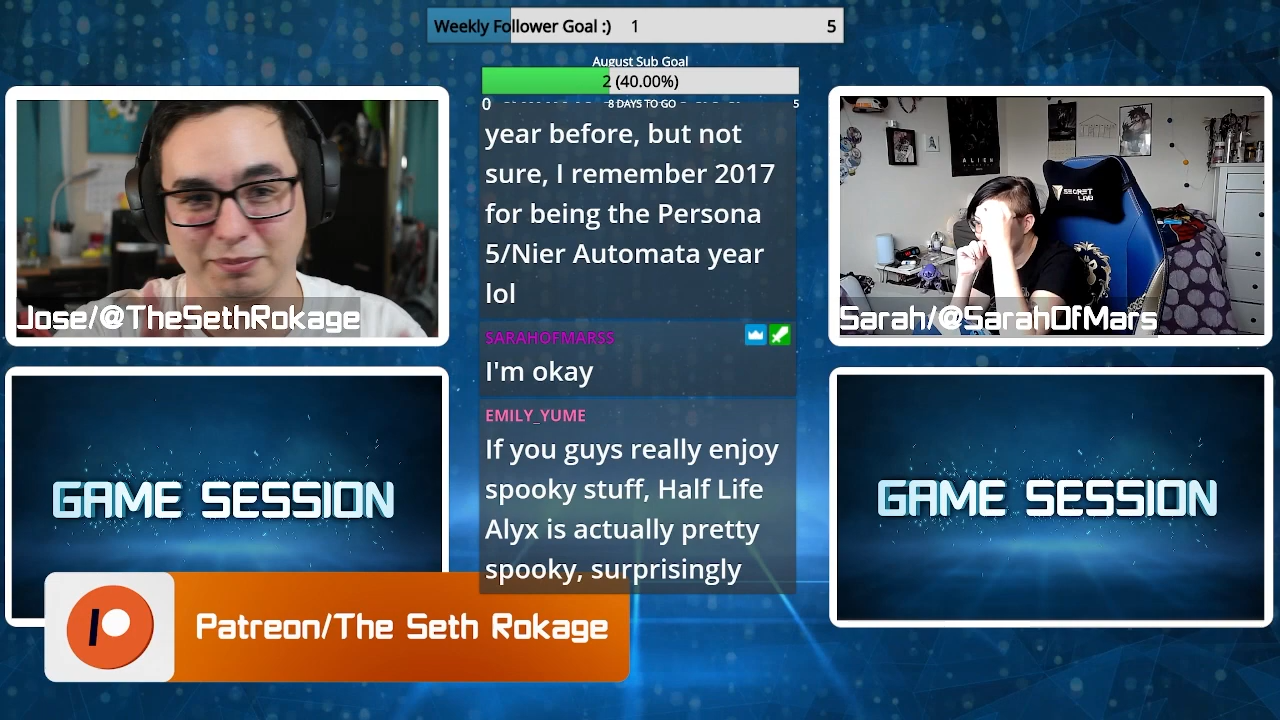 Weekly Follower Goal :) 1 5
August Sub Goal
2 (40.00%)
0 8 DAYS TO GO 5
year before, but not
sure, I remember 2017
for being the Persona
5/Nier Automata year
lol
SARAHOFMARSS
I'm okay
EMILY_YUME
If you guys really enjoy
spooky stuff, Half Life
Alyx is actually pretty
spooky, surprisingly
Jose/@TheSethRokage
ALIEN
SECRET
LAB
Sarah/@SarahOfMars
GAME SESSION
GAME SESSION
Patreon/The Seth Rokage